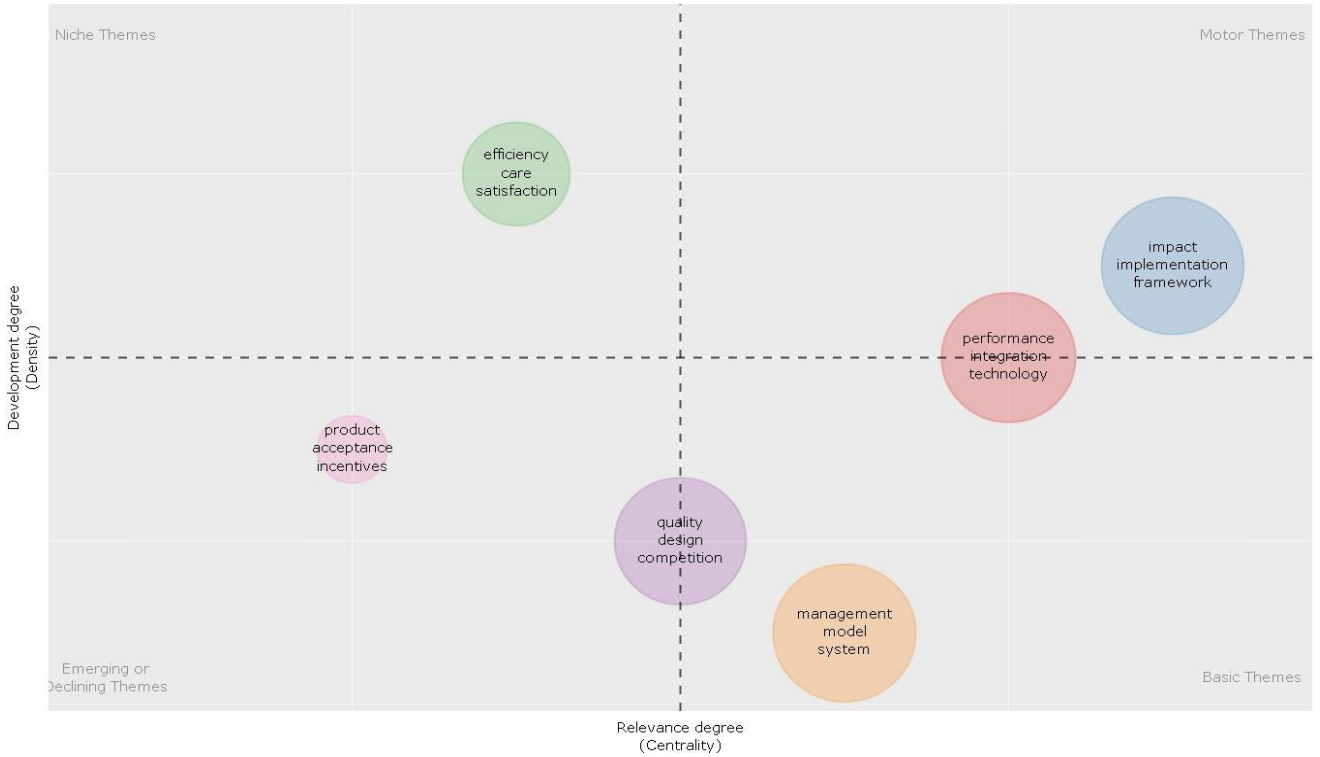 Niche Themes
Motor Themes
efficiency
care
satisfaction
impact
implementation
framework
performance
integration
technology
Development degree
(Density)
product
acceptance
incentives
quality
design
competition
management
model
system
Emerging or
Declining Themes
Basic Themes
Relevance degree
(Centrality)